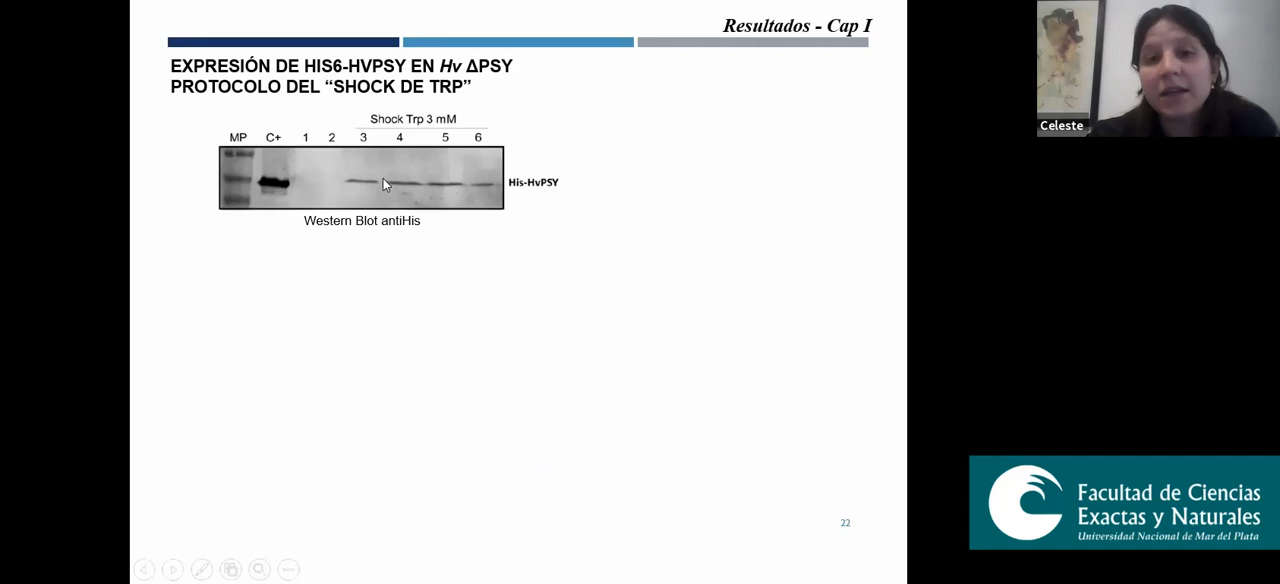 Resultados - Cap I
EXPRESIÓN DE HIS6-HVPSY EN Hv ΔPSY
PROTOCOLO DEL “SHOCK DE TRP”
Shock Trp 3 mM
MP C+ 1 2 3 4 5 6
His-HvPSY
Western Blot antiHis
22
Celeste
Facultad de Ciencias
Exactas y Naturales
Universidad Nacional de Mar del Plata